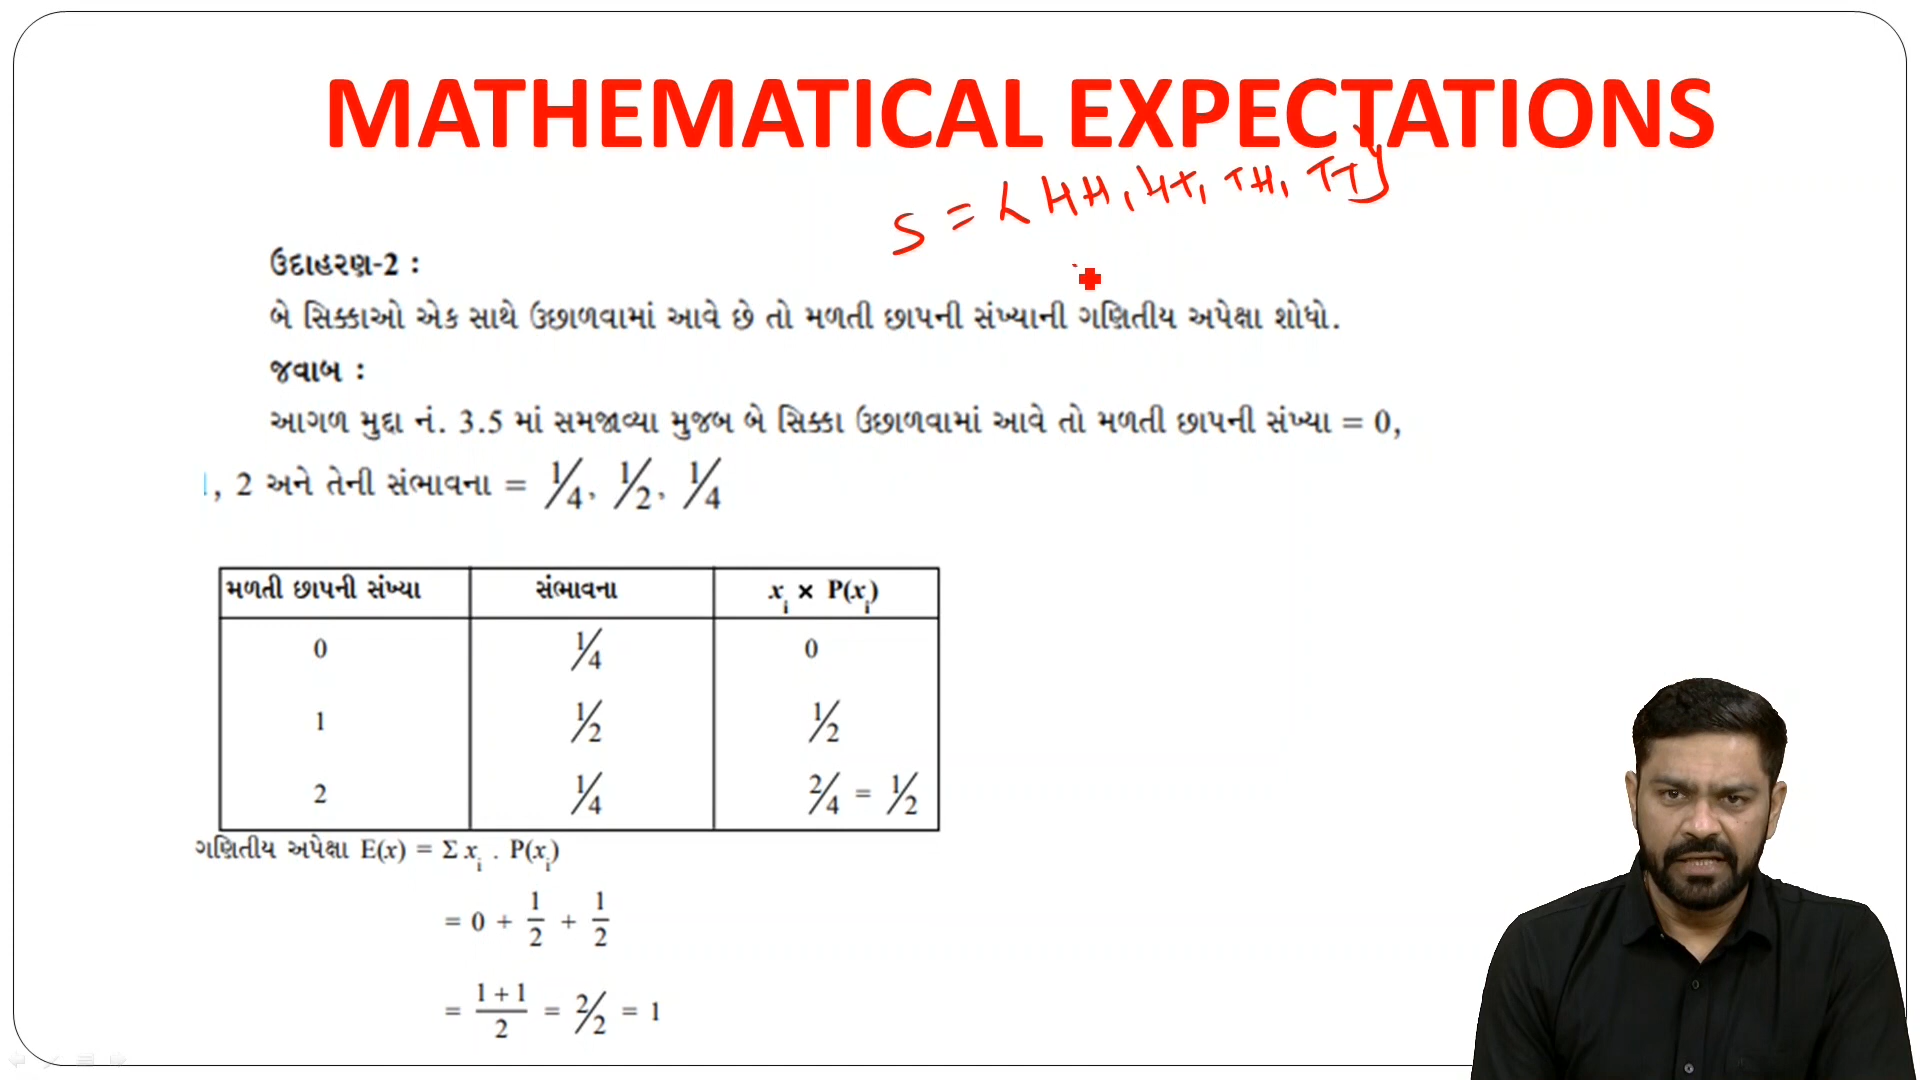 MATHEMATICAL EXPECTATIONS
S = { HH, HT, TH, TT }
ઉદાહરણ-2 :
બે સિક્કાઓ એક સાથે ઉછાળવામાં આવે છે તો મળતી છાપની સંખ્યાની ગણિતીય અપેક્ષા શોધો.
જવાબ :
આગળ મુદ્દા નં. 3.5 માં સમજાવ્યા મુજબ બે સિક્કા ઉછાળવામાં આવે તો મળતી છાપની સંખ્યા = 0,
1, 2 અને તેની સંભાવના = 1/4, 1/2, 1/4
મળતી છાપની સંખ્યા સંભાવના xi × P(xi)
0 1/4 0
1 1/2 1/2
2 1/4 2/4 = 1/2
ગણિતીય અપેક્ષા E(x) = Σ xi . P(xi)
= 0 + 1/2 + 1/2
= 1 + 1/2 = 2/2 = 1